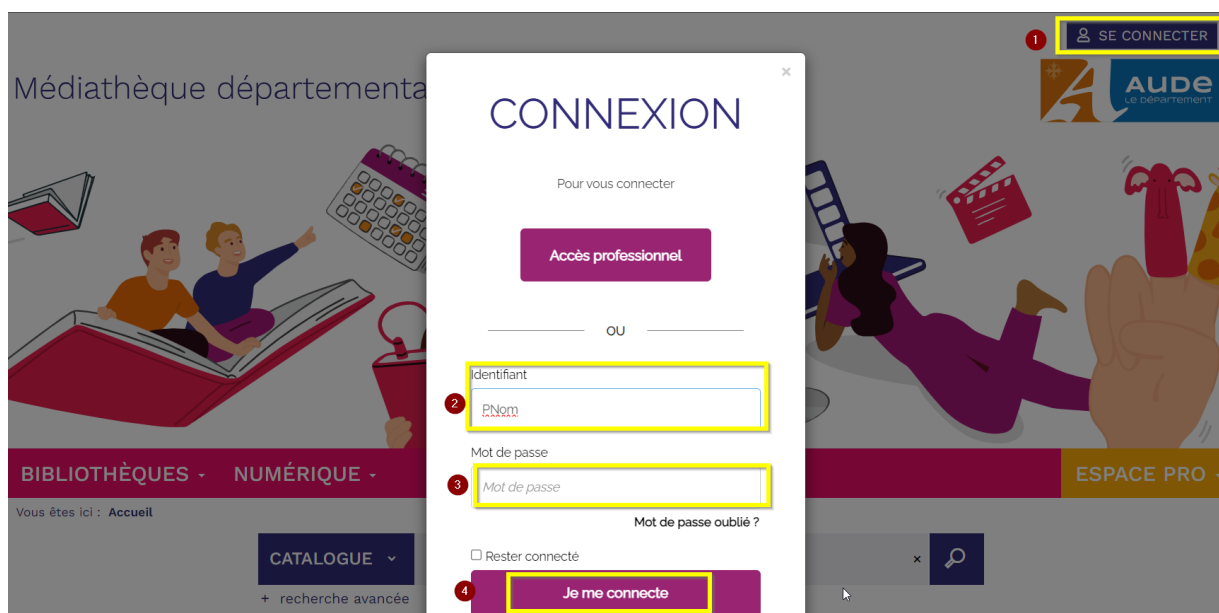 1
SE CONNECTER
Médiathèque départementa
AUDe
LE DÉPARTEMENT
×
CONNEXION
Pour vous connecter
Accès professionnel
OU
Identifiant
2
PNom
Mot de passe
3
Mot de passe
Mot de passe oublié ?
Rester connecté
4
Je me connecte
BIBLIOTHÈQUES
NUMÉRIQUE
ESPACE PRO
Vous êtes ici : Accueil
CATALOGUE
×
+ recherche avancée